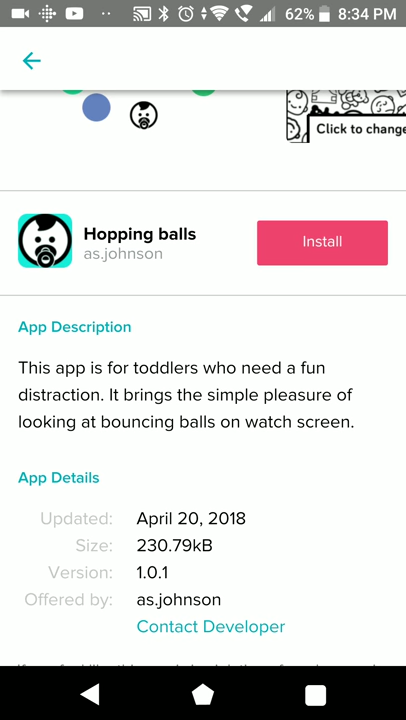 62% 8:34 PM
Click to change
Hopping balls
as.johnson
Install
App Description
This app is for toddlers who need a fun
distraction. It brings the simple pleasure of
looking at bouncing balls on watch screen.
App Details
Updated: April 20, 2018
Size: 230.79kB
Version: 1.0.1
Offered by: as.johnson
Contact Developer